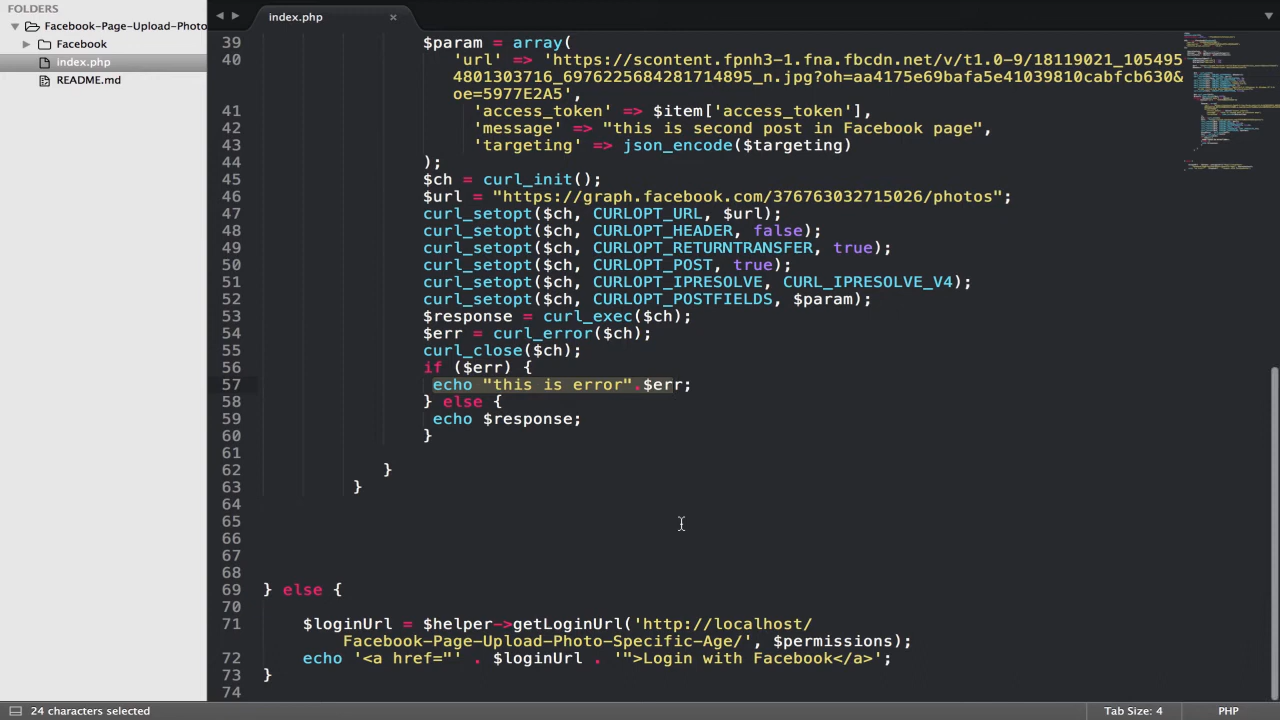 FOLDERS
Facebook-Page-Upload-Photo
Facebook
index.php
README.md
index.php
39 $param = array(
40 'url' => 'https://scontent.fpnh3-1.fna.fbcdn.net/v/t1.0-9/18119021_105495
4801303716_6976225684281714895_n.jpg?oh=aa4175e69bafa5e41039810cabfcb630&
oe=5977E2A5',
41 'access_token' => $item['access_token'],
42 'message' => "this is second post in Facebook page",
43 'targeting' => json_encode($targeting)
44 );
45 $ch = curl_init();
46 $url = "https://graph.facebook.com/376763032715026/photos";
47 curl_setopt($ch, CURLOPT_URL, $url);
48 curl_setopt($ch, CURLOPT_HEADER, false);
49 curl_setopt($ch, CURLOPT_RETURNTRANSFER, true);
50 curl_setopt($ch, CURLOPT_POST, true);
51 curl_setopt($ch, CURLOPT_IPRESOLVE, CURL_IPRESOLVE_V4);
52 curl_setopt($ch, CURLOPT_POSTFIELDS, $param);
53 $response = curl_exec($ch);
54 $err = curl_error($ch);
55 curl_close($ch);
56 if ($err) {
57 echo "this is error".$err;
58 } else {
59 echo $response;
60 }
61
62 }
63 }
64
65
66
67
68
69 } else {
70
71 $loginUrl = $helper->getLoginUrl('http://localhost/
Facebook-Page-Upload-Photo-Specific-Age/', $permissions);
72 echo '<a href="' . $loginUrl . '">Login with Facebook</a>';
73 }
74
24 characters selected
Tab Size: 4
PHP